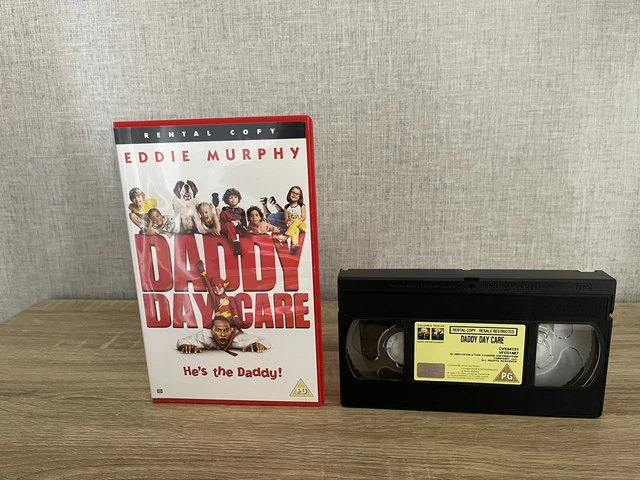 RENTAL COPY
EDDIE MURPHY
DADDY
DAY CARE
He's the Daddy!
PG
RENTAL COPY - RESALE RESTRICTED
DADDY DAY CARE
PG